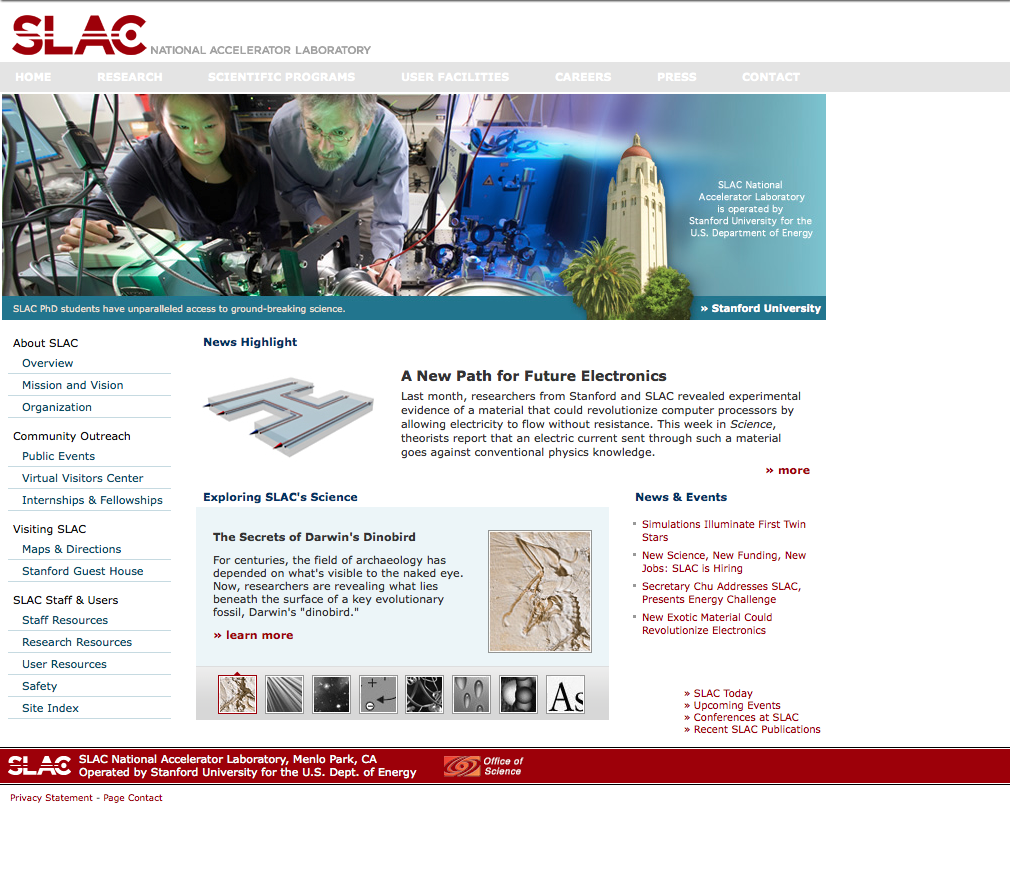 SLAC NATIONAL ACCELERATOR LABORATORY
HOME RESEARCH SCIENTIFIC PROGRAMS USER FACILITIES CAREERS PRESS CONTACT
SLAC National
Accelerator Laboratory
is operated by
Stanford University for the
U.S. Department of Energy
SLAC PhD students have unparalleled access to ground-breaking science.
» Stanford University
About SLAC
Overview
Mission and Vision
Organization
Community Outreach
Public Events
Virtual Visitors Center
Internships & Fellowships
Visiting SLAC
Maps & Directions
Stanford Guest House
SLAC Staff & Users
Staff Resources
Research Resources
User Resources
Safety
Site Index
News Highlight
A New Path for Future Electronics
Last month, researchers from Stanford and SLAC revealed experimental
evidence of a material that could revolutionize computer processors by
allowing electricity to flow without resistance. This week in Science,
theorists report that an electric current sent through such a material
goes against conventional physics knowledge.
» more
Exploring SLAC's Science
The Secrets of Darwin's Dinobird
For centuries, the field of archaeology has
depended on what's visible to the naked eye.
Now, researchers are revealing what lies
beneath the surface of a key evolutionary
fossil, Darwin's "dinobird."
» learn more
As
News & Events
Simulations Illuminate First Twin
Stars
New Science, New Funding, New
Jobs: SLAC is Hiring
Secretary Chu Addresses SLAC,
Presents Energy Challenge
New Exotic Material Could
Revolutionize Electronics
» SLAC Today
» Upcoming Events
» Conferences at SLAC
» Recent SLAC Publications
SLAC
SLAC National Accelerator Laboratory, Menlo Park, CA
Operated by Stanford University for the U.S. Dept. of Energy
Office of
Science
Privacy Statement - Page Contact